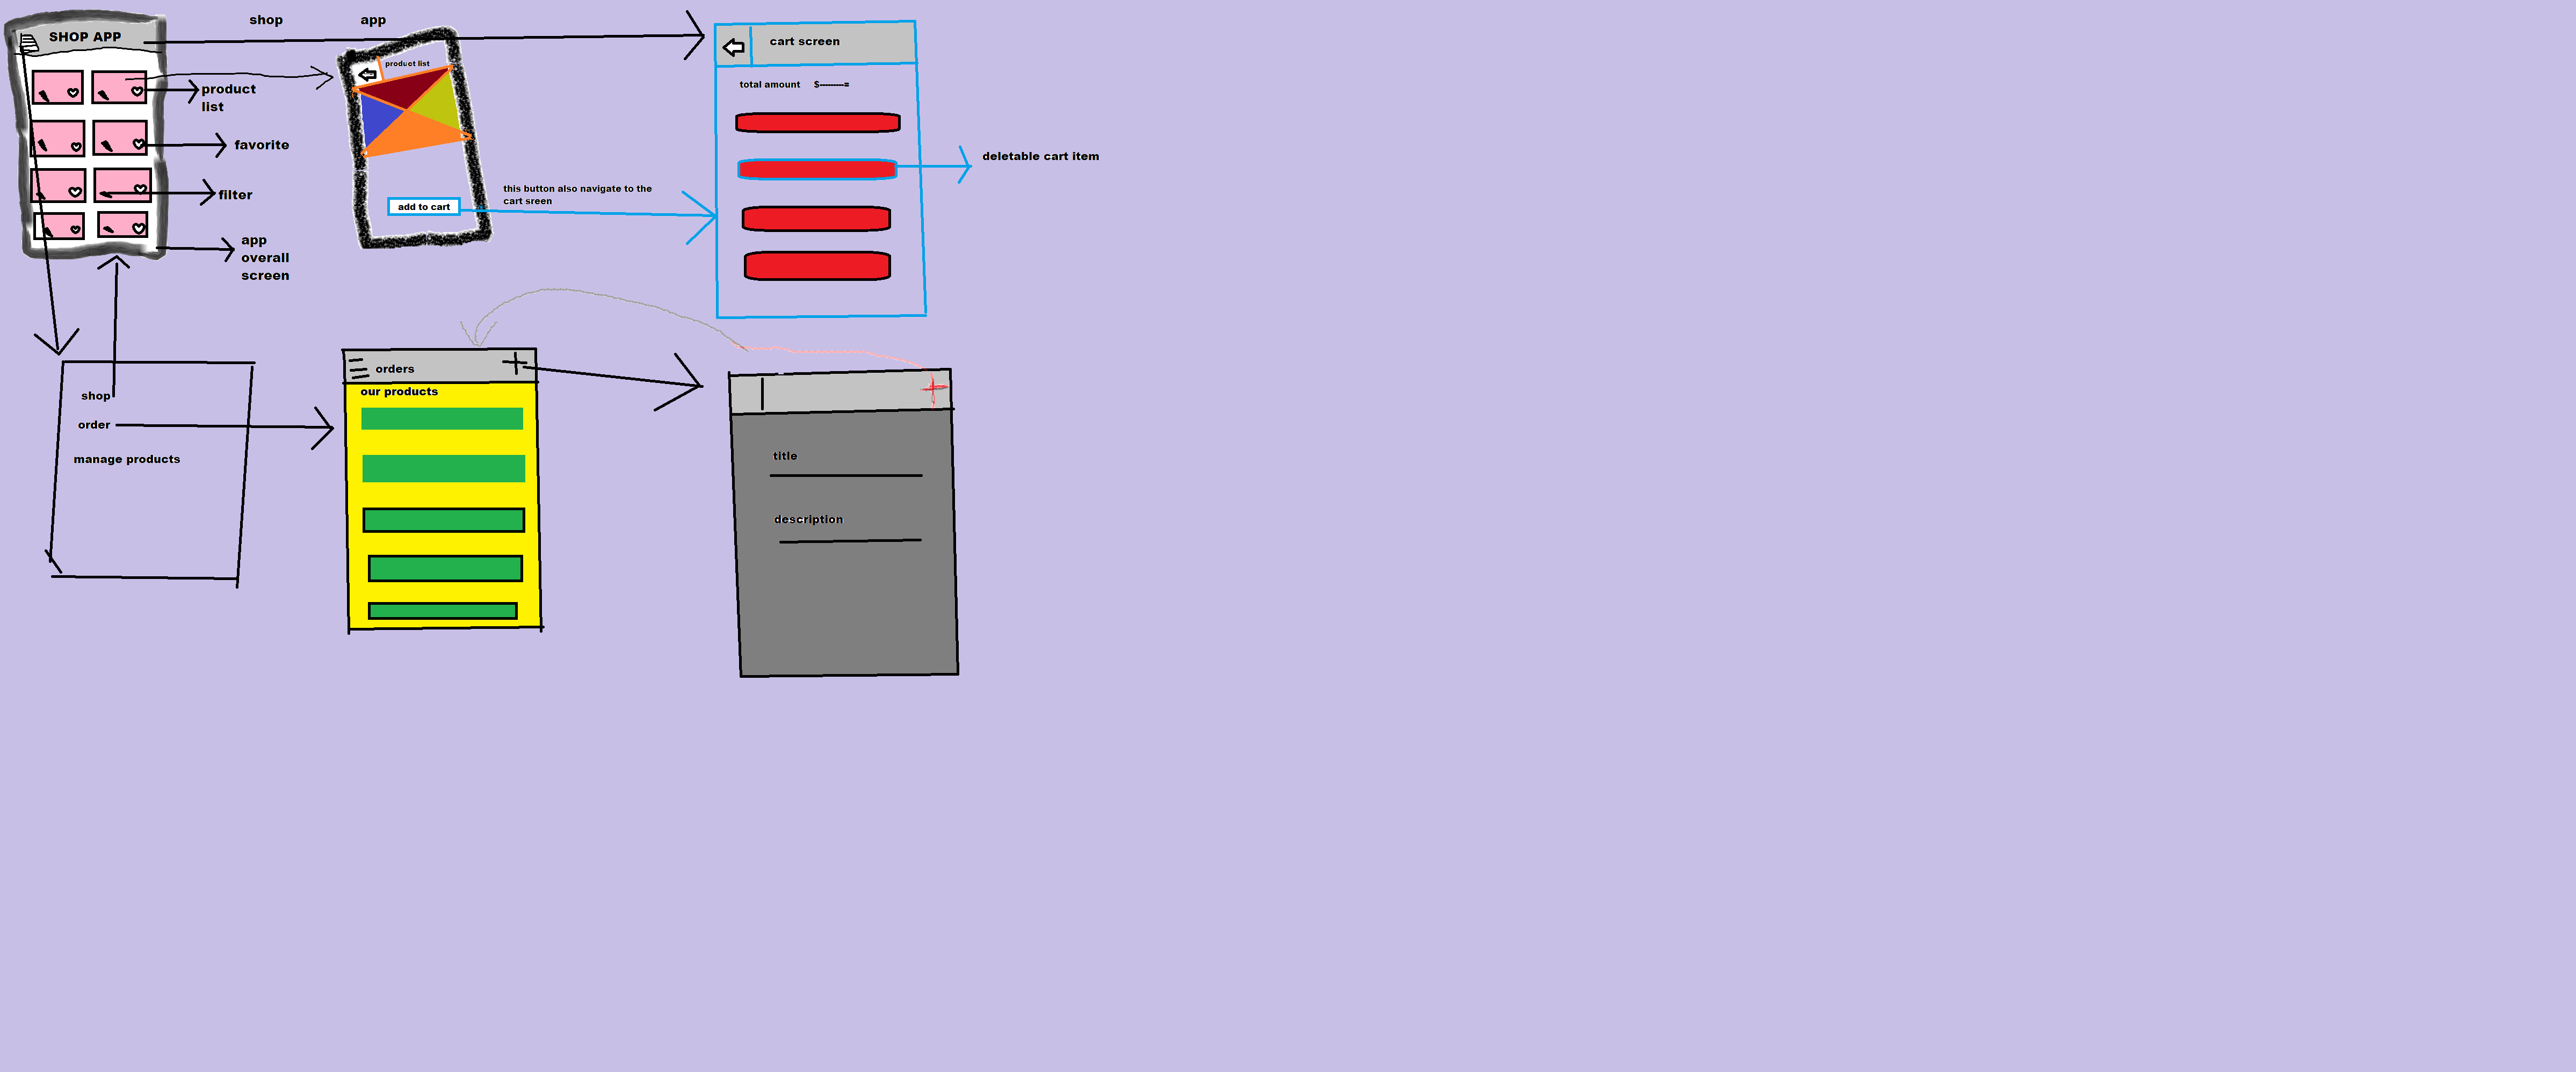 shop app
SHOP APP
product
list
favorite
filter
app
overall
screen
product list
add to cart
this button also navigate to the
cart sreen
cart screen
total amount $--------=
deletable cart item
shop
order
manage products
orders
our products
title
description